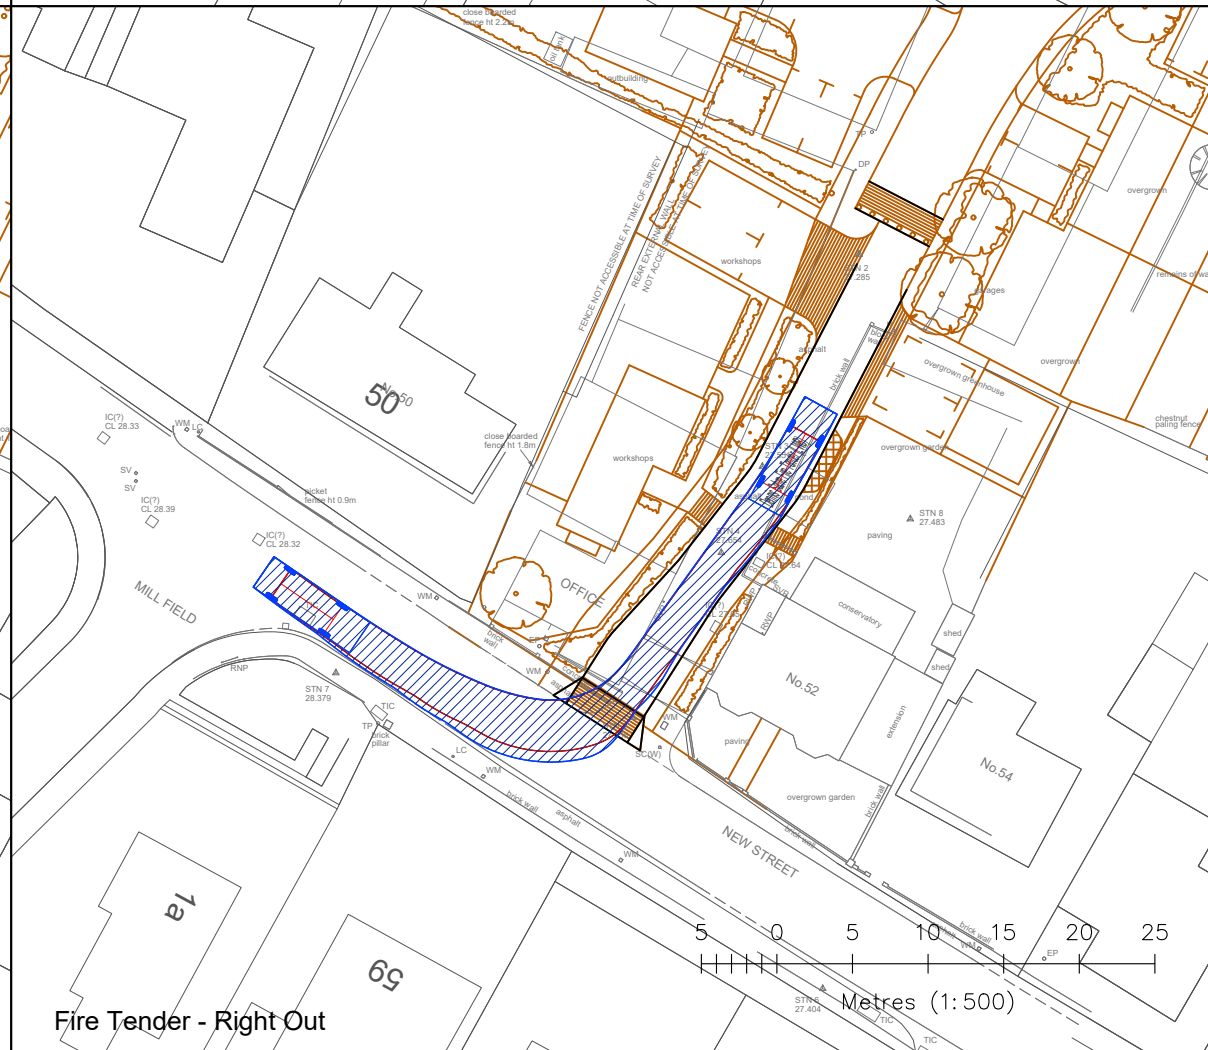 close boarded
fence ht 2.2m
oil tank
outbuilding
TP
DP
FENCE NOT ACCESSIBLE AT TIME OF SURVEY
REAR EXTERNAL WALL
NOT ACCESSIBLE AT TIME OF SURVEY
overgrown
workshops
STN 2
garages
overgrown
asphalt
brick wall
overgrown greenhouse
No.50
50
IC(?)
CL 28.33
WM
LC
close boarded
fence ht 1.8m
chestnut
paling fence
overgrown garden
workshops
SV
SV
picket
fence ht 0.9m
IC(?)
CL 28.39
STN 8
27.483
paving
IC(?)
CL 28.32
STN 4
27.654
MILL FIELD
WM
OFFICE
conservatory
RWP
RWP
shed
shed
brick
wall
EP
WM
RNP
STN 7
28.379
No.52
extension
TIC
TP
brick
pillar
WM
SC(W)
paving
LC
WM
No.54
overgrown garden
brick wall
brick wall
asphalt
NEW STREET
brick wall
WM
1a
59
brick wall
WM
EP
5 0 5 10 15 20 25
Metres (1:500)
STN 6
27.404
TIC
TIC
Fire Tender - Right Out